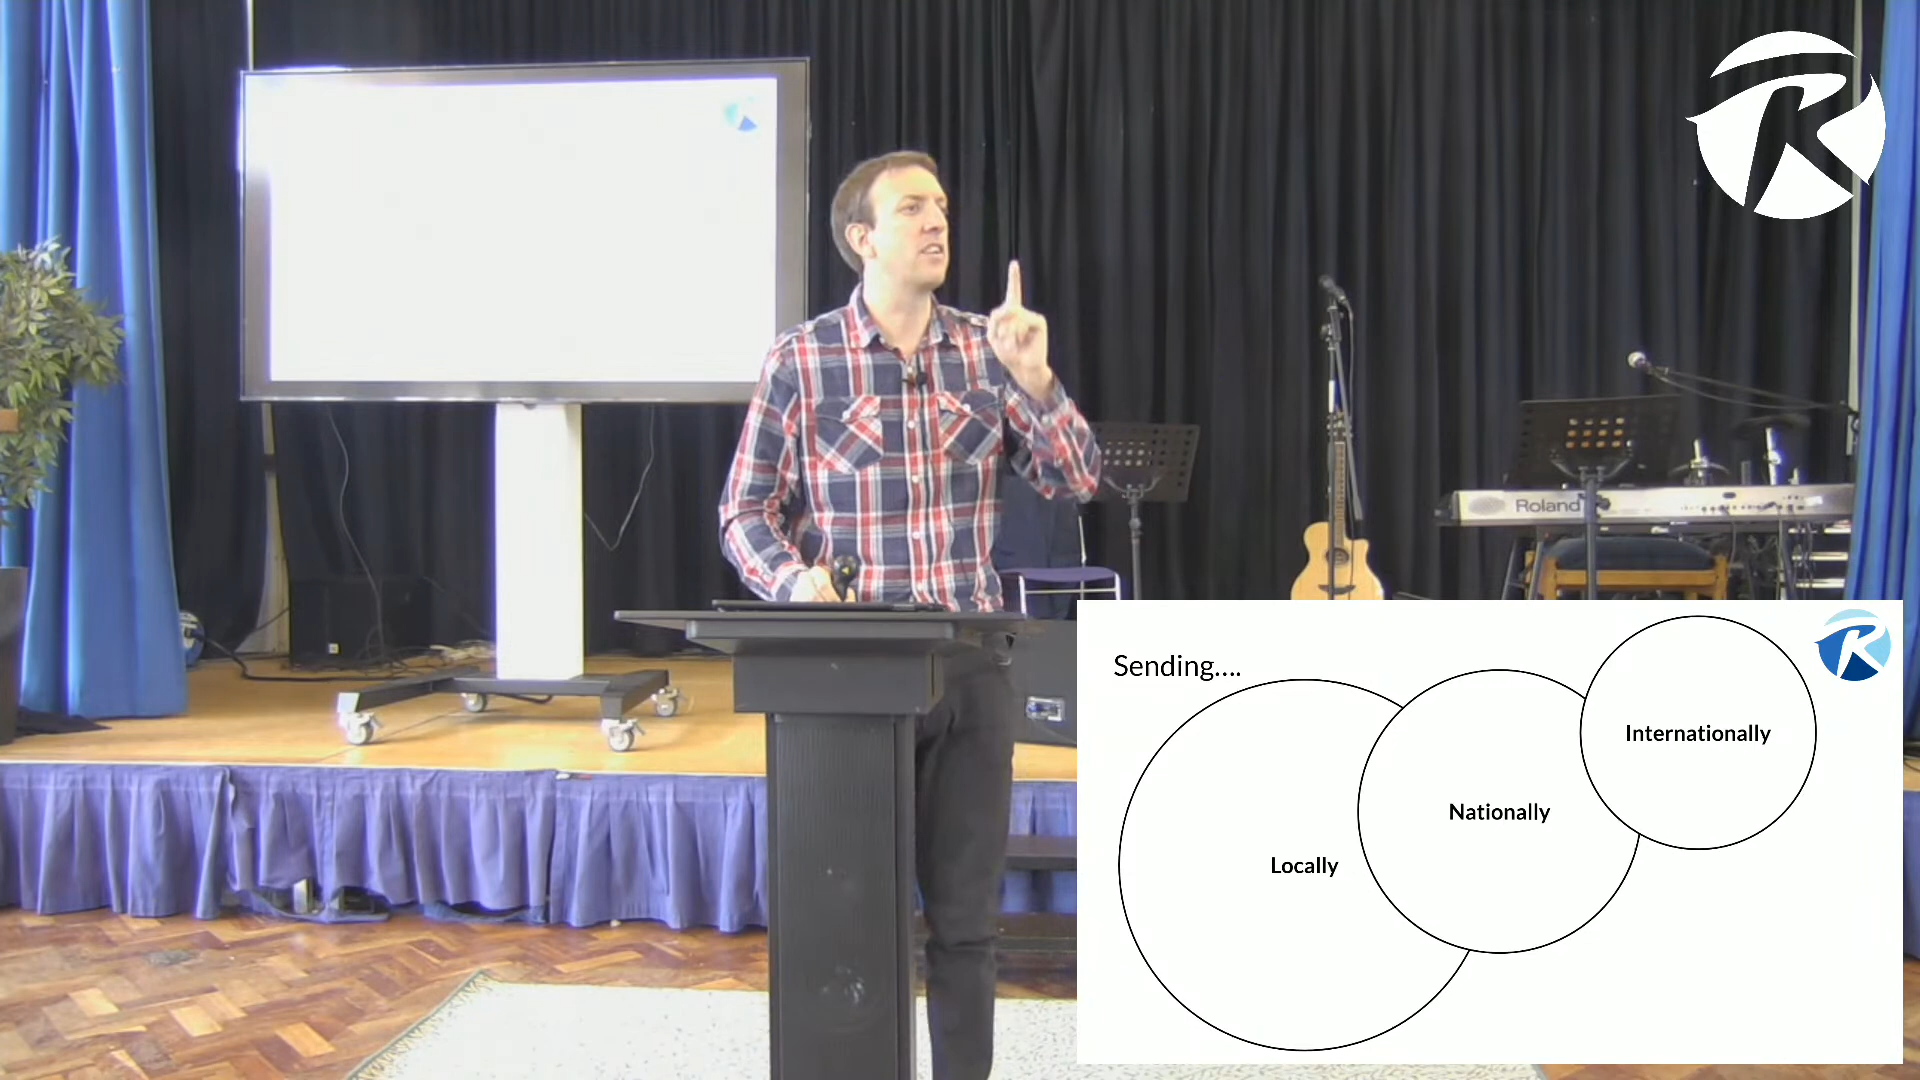 Roland
Sending....
Internationally
Nationally
Locally